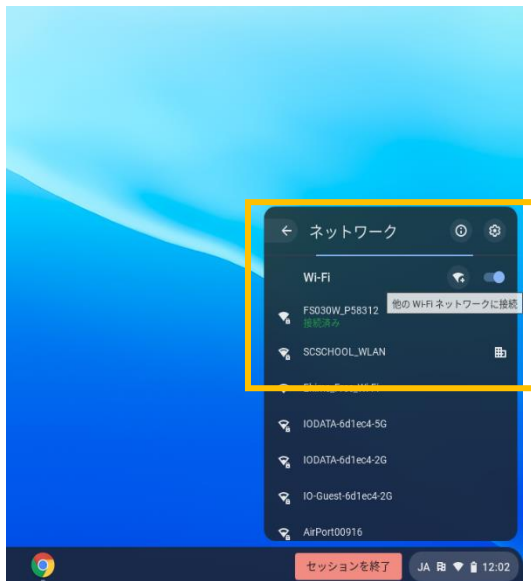 ネットワーク
Wi-Fi
他の Wi-Fi ネットワークに接続
FS030W_P58312
接続済み
SCSCHOOL_WLAN
IODATA-6d1ec4-5G
IODATA-6d1ec4-2G
IO-Guest-6d1ec4-2G
AirPort00916
セッションを終了
JA
12:02